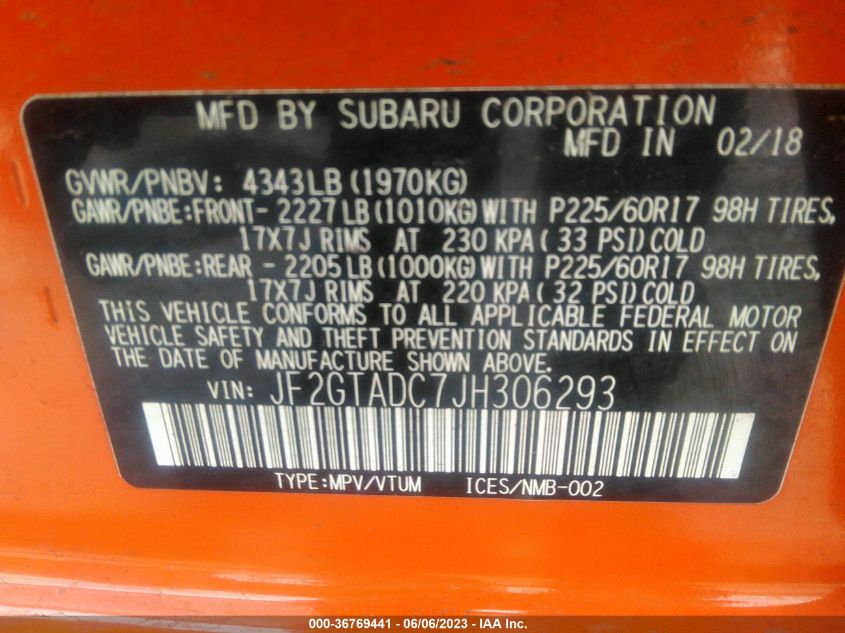 MFD BY SUBARU CORPORATION
MFD IN 02/18
GVWR/PNBV: 4343LB (1970KG)
GAWR/PNBE:FRONT- 2227LB(1010KG)WITH P225/60R17 98H TIRES,
17X7J RIMS AT 230 KPA( 33 PSI)COLD
GAWR/PNBE:REAR - 2205LB(1000KG)WITH P225/60R17 98H TIRES,
17X7J RIMS AT 220 KPA( 32 PSI)COLD
THIS VEHICLE CONFORMS TO ALL APPLICABLE FEDERAL MOTOR
VEHICLE SAFETY AND THEFT PREVENTION STANDARDS IN EFFECT ON
THE DATE OF MANUFACTURE SHOWN ABOVE.
VIN: JF2GTADC7JH306293
TYPE:MPV/VTUM ICES/NMB-002
000-36769441 - 06/06/2023 - IAA Inc.